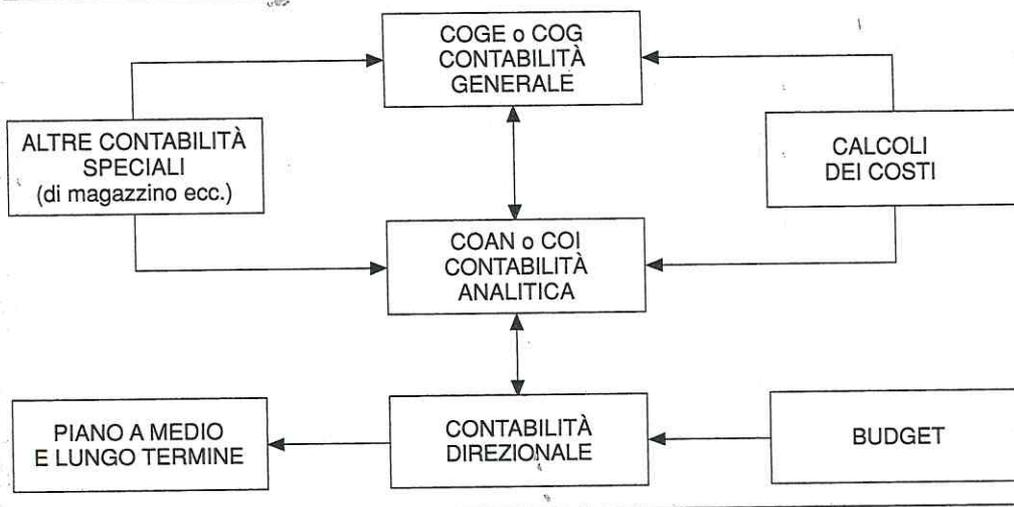 COGE o COG
CONTABILITÀ
GENERALE
ALTRE CONTABILITÀ
SPECIALI
(di magazzino ecc.)
CALCOLI
DEI COSTI
COAN o COI
CONTABILITÀ
ANALITICA
PIANO A MEDIO
E LUNGO TERMINE
CONTABILITÀ
DIREZIONALE
BUDGET